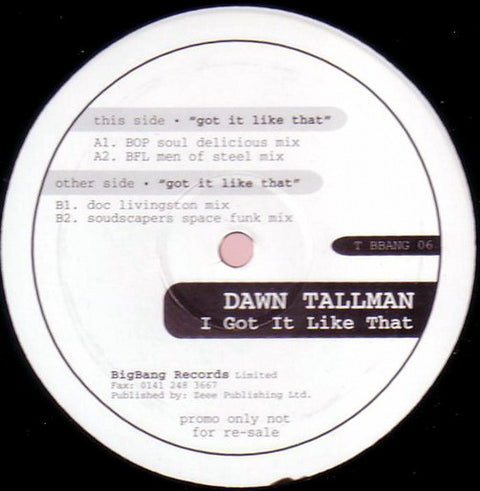 this side • "got it like that"
A1. BOP soul delicious mix
A2. BFL men of steel mix
other side • "got it like that"
B1. doc livingston mix
B2. soudscapers space funk mix
T BBANG 06
DAWN TALLMAN
I Got It Like That
BigBang Records Limited
Fax: 0141 248 3667
Published by: Zeee Publishing Ltd.
promo only not
for re-sale